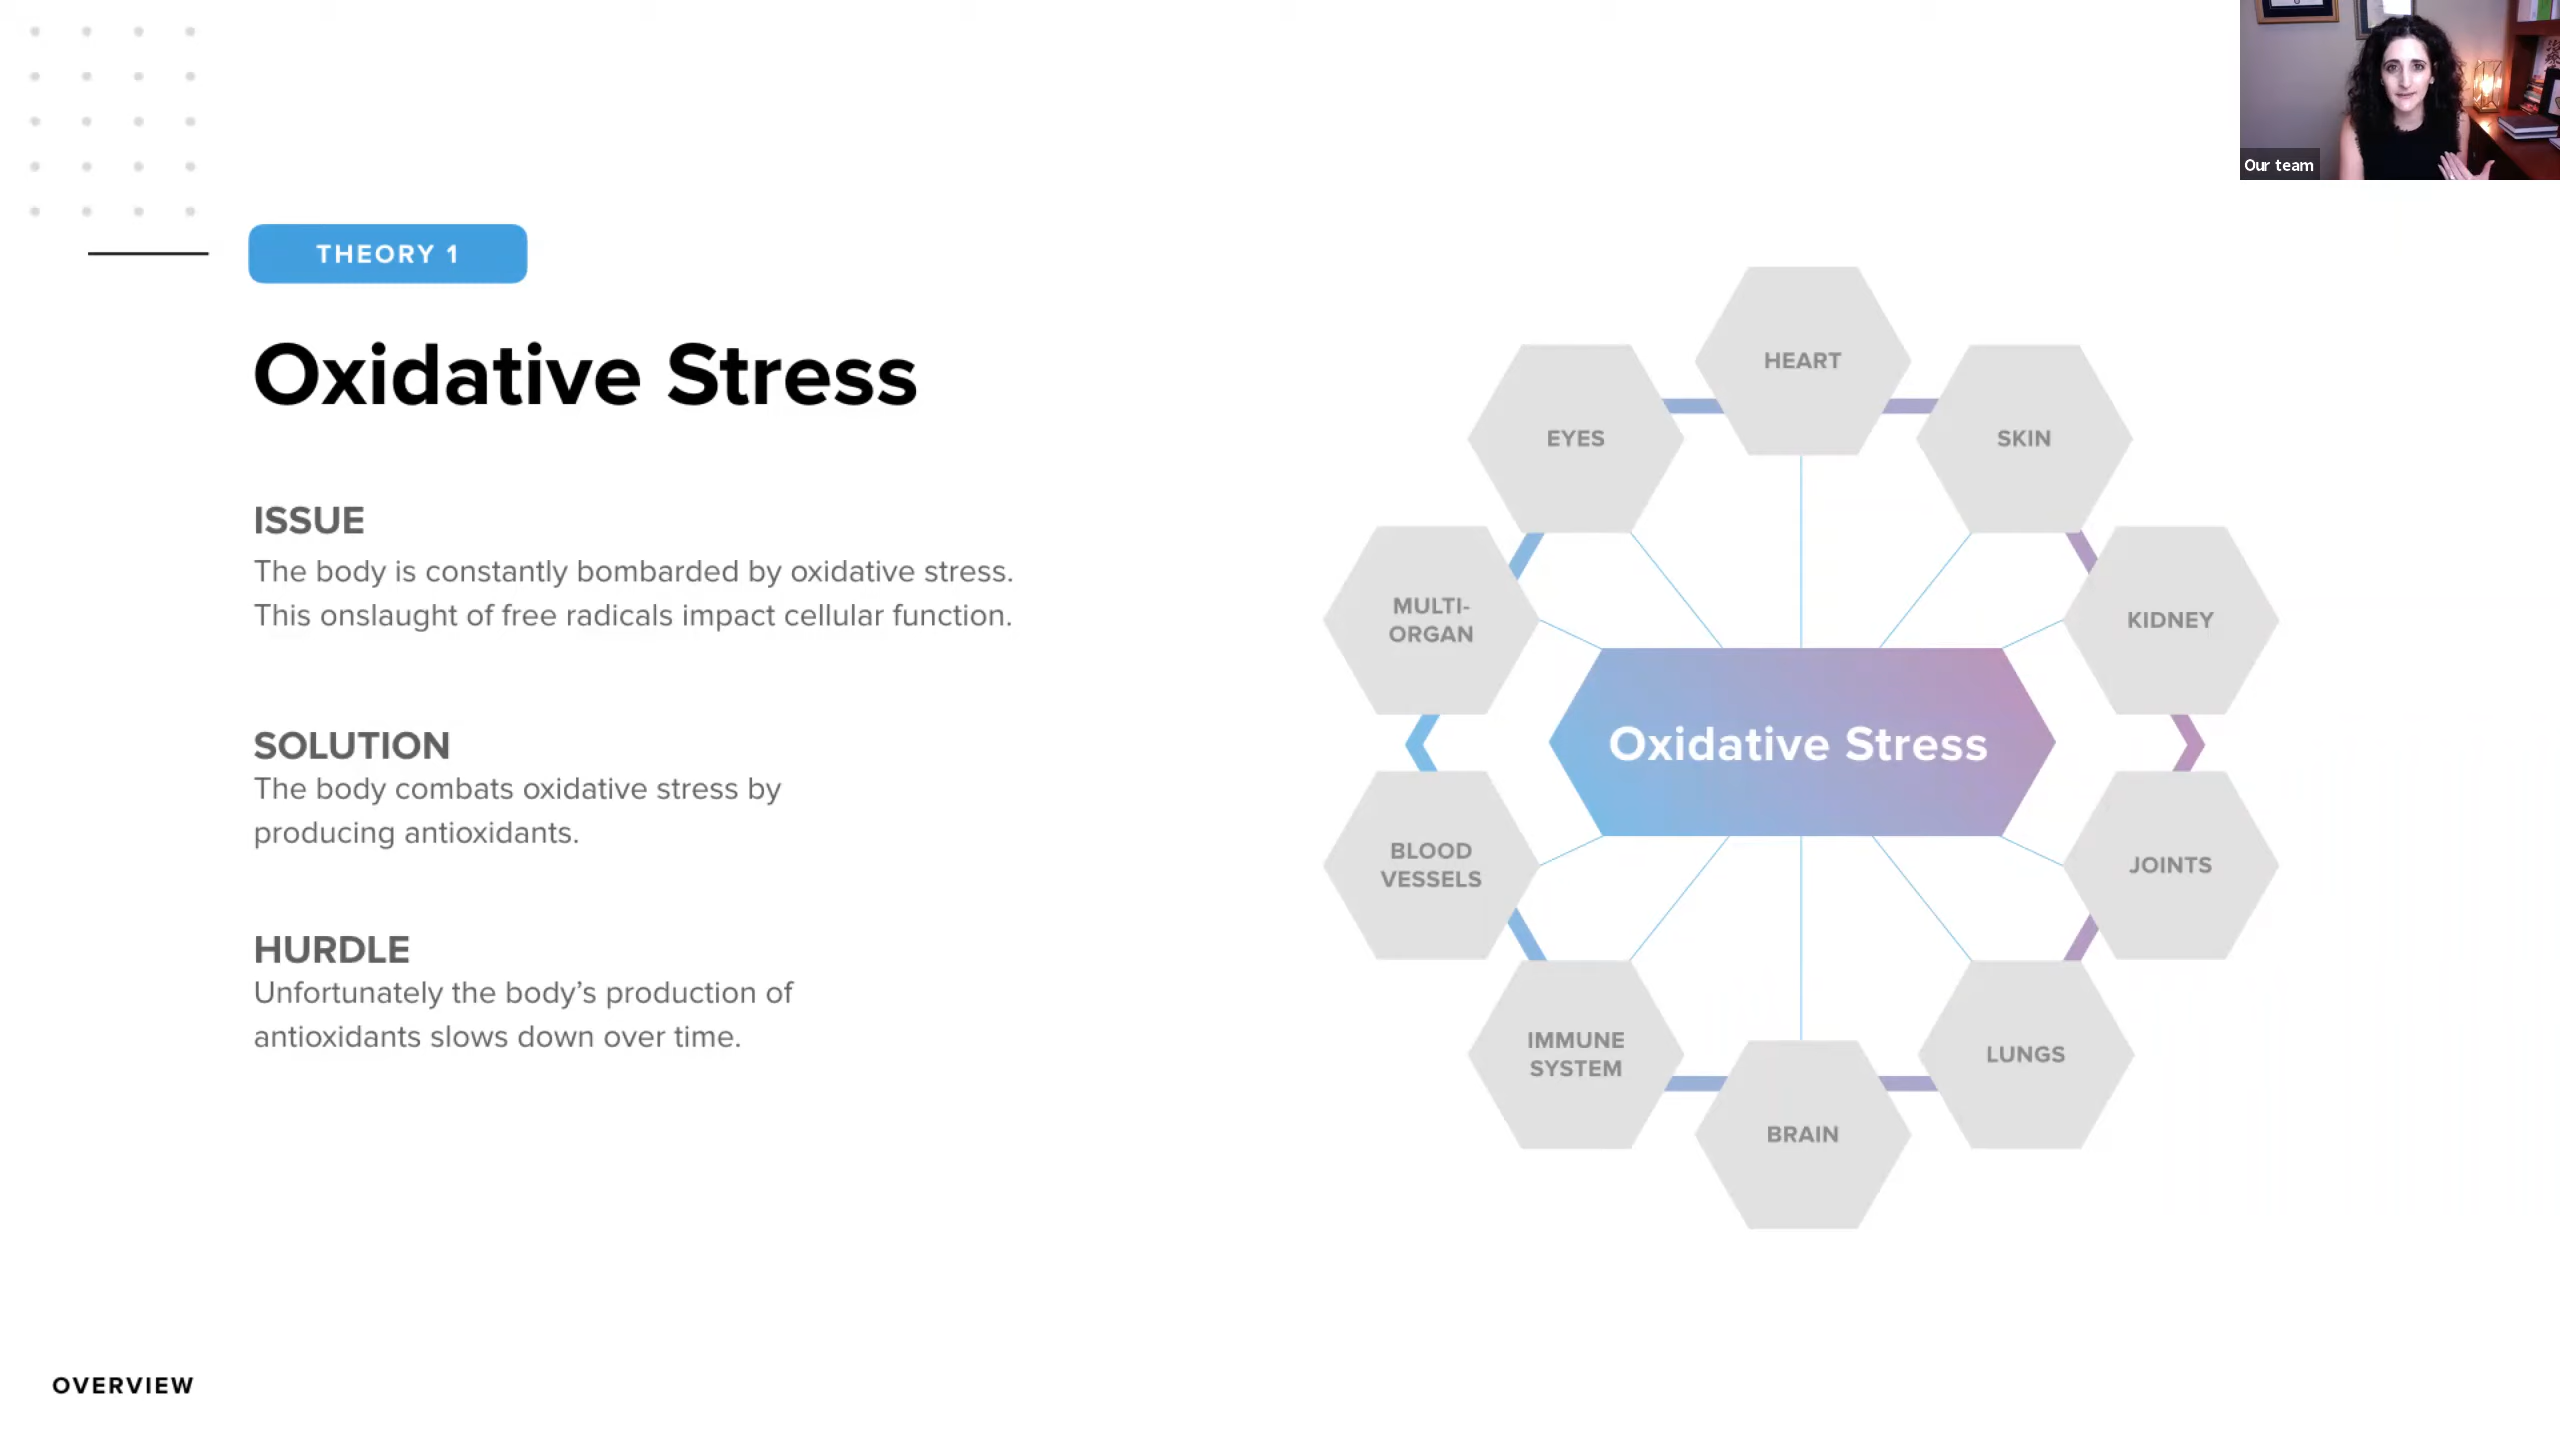 Our team
THEORY 1
Oxidative Stress
ISSUE
The body is constantly bombarded by oxidative stress.
This onslaught of free radicals impact cellular function.
SOLUTION
The body combats oxidative stress by
producing antioxidants.
HURDLE
Unfortunately the body’s production of
antioxidants slows down over time.
HEART
EYES
SKIN
MULTI-
ORGAN
KIDNEY
Oxidative Stress
BLOOD
VESSELS
JOINTS
IMMUNE
SYSTEM
LUNGS
BRAIN
OVERVIEW